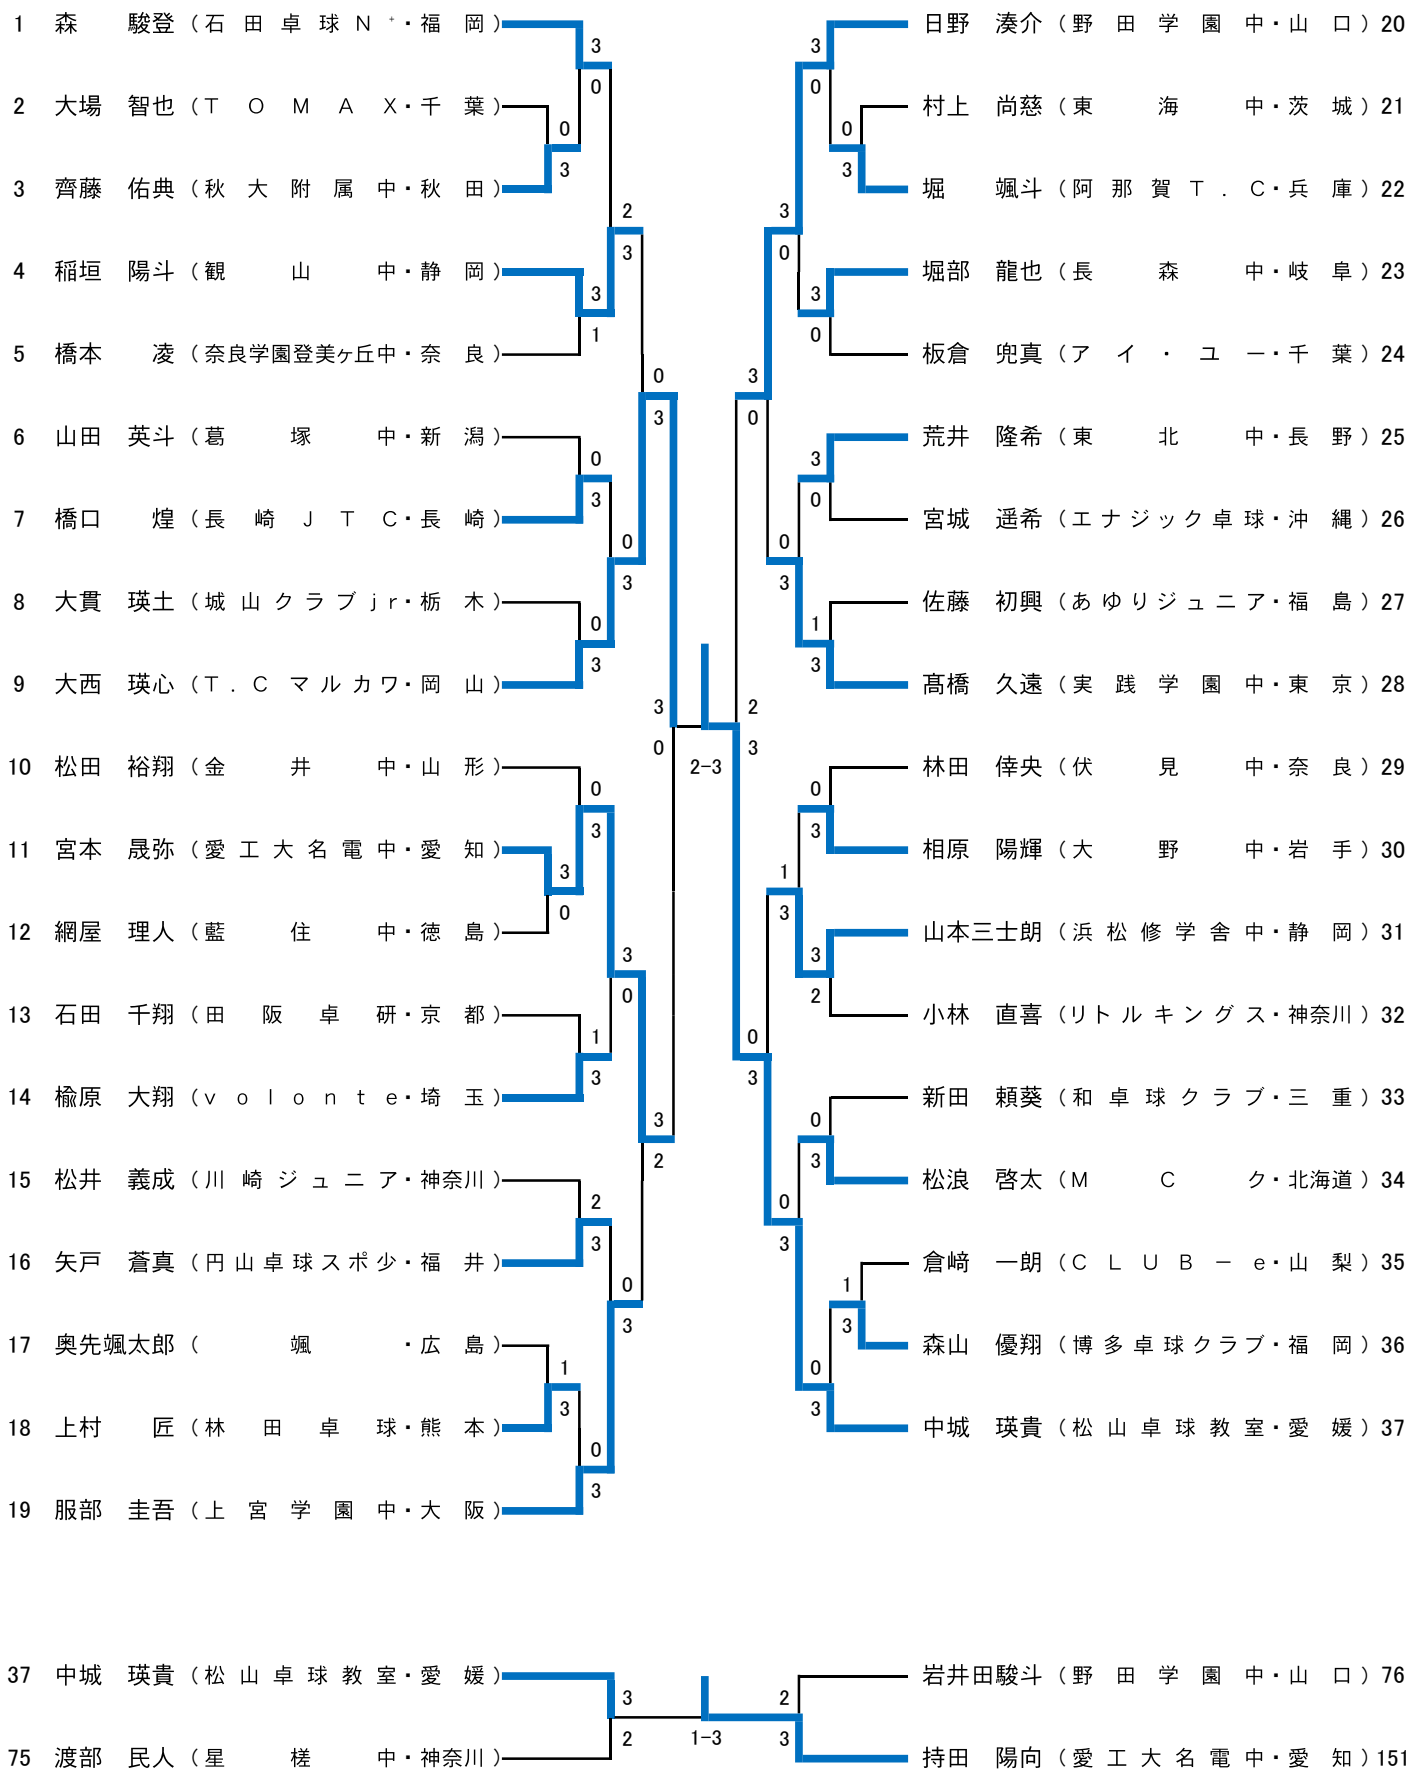 1 森 駿登 (石田卓球N⁺・福岡)
2 大場 智也 (TOMAX・千葉)
3 齊藤 佑典 (秋大附属中・秋田)
4 稲垣 陽斗 (観山中・静岡)
5 橋本 凌 (奈良学園登美ヶ丘中・奈良)
6 山田 英斗 (葛塚中・新潟)
7 橋口 煌 (長崎JTC・長崎)
8 大貫 瑛土 (城山クラブjr・栃木)
9 大西 瑛心 (T.Cマルカワ・岡山)
10 松田 裕翔 (金井中・山形)
11 宮本 晟弥 (愛工大名電中・愛知)
12 網屋 理人 (藍住中・徳島)
13 石田 千翔 (田阪卓研・京都)
14 楡原 大翔 (volonte・埼玉)
15 松井 義成 (川崎ジュニア・神奈川)
16 矢戸 蒼真 (円山卓球スポ少・福井)
17 奥先颯太郎 (颯・広島)
18 上村 匠 (林田卓球・熊本)
19 服部 圭吾 (上宮学園中・大阪)
3
0
0
3
2
3
3
1
0
3
0
3
0
3
0
3
3
0
0
3
3
0
3
0
1
3
3
2
2
3
0
3
1
3
0
3
2-3
日野 湊介 (野田学園中・山口) 20
村上 尚慈 (東海中・茨城) 21
堀 颯斗 (阿那賀T.C・兵庫) 22
堀部 龍也 (長森中・岐阜) 23
板倉 兜真 (アイ・ユー・千葉) 24
荒井 隆希 (東北中・長野) 25
宮城 遥希 (エナジック卓球・沖縄) 26
佐藤 初興 (あゆりジュニア・福島) 27
髙橋 久遠 (実践学園中・東京) 28
林田 倖央 (伏見中・奈良) 29
相原 陽輝 (大野中・岩手) 30
山本三士朗 (浜松修学舎中・静岡) 31
小林 直喜 (リトルキングス・神奈川) 32
新田 頼葵 (和卓球クラブ・三重) 33
松浪 啓太 (MCク・北海道) 34
倉﨑 一朗 (CLUB－e・山梨) 35
森山 優翔 (博多卓球クラブ・福岡) 36
中城 瑛貴 (松山卓球教室・愛媛) 37
3
0
0
3
3
0
3
0
3
0
3
0
0
3
1
3
2
3
0
3
1
3
3
2
0
3
0
3
0
3
1
3
0
3
37 中城 瑛貴 (松山卓球教室・愛媛)
75 渡部 民人 (星槎中・神奈川)
3
2
1-3
2
3
岩井田駿斗 (野田学園中・山口) 76
持田 陽向 (愛工大名電中・愛知) 151